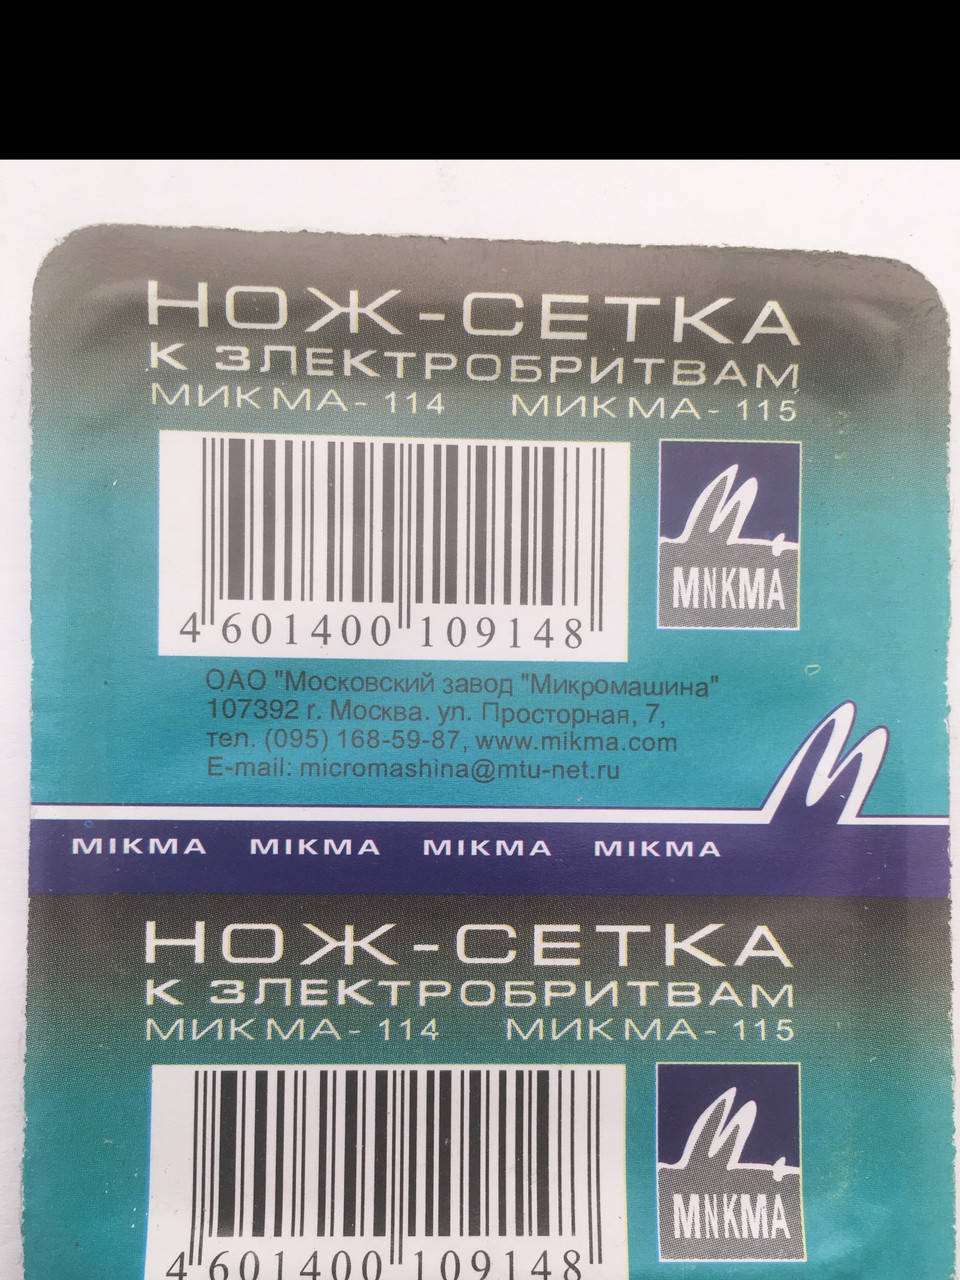 НОЖ-СЕТКА
К ЭЛЕКТРОБРИТВАМ
МИКМА-114 МИКМА-115
4 601400 109148
МИКМА
ОАО "Московский завод "Микромашина"
107392 г. Москва. ул. Просторная, 7,
тел. (095) 168-59-87, www.mikma.com
E-mail: micromashina@mtu-net.ru
MIKMA MIKMA MIKMA MIKMA
НОЖ-СЕТКА
К ЭЛЕКТРОБРИТВАМ
МИКМА-114 МИКМА-115
МИКМА
4 601400 109148